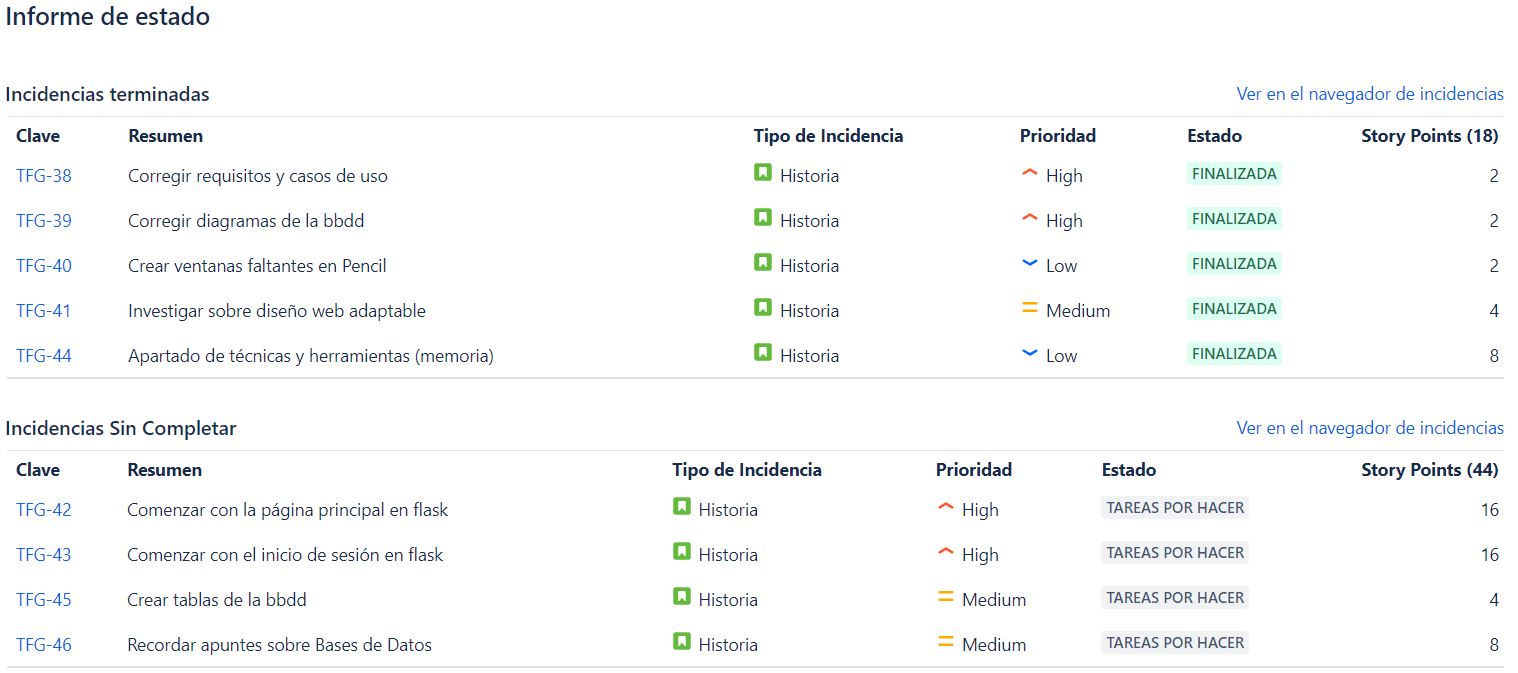 Informe de estado
Incidencias terminadas Ver en el navegador de incidencias
Clave Resumen Tipo de Incidencia Prioridad Estado Story Points (18)
TFG-38 Corregir requisitos y casos de uso Historia High FINALIZADA 2
TFG-39 Corregir diagramas de la bbdd Historia High FINALIZADA 2
TFG-40 Crear ventanas faltantes en Pencil Historia Low FINALIZADA 2
TFG-41 Investigar sobre diseño web adaptable Historia Medium FINALIZADA 4
TFG-44 Apartado de técnicas y herramientas (memoria) Historia Low FINALIZADA 8
Incidencias Sin Completar Ver en el navegador de incidencias
Clave Resumen Tipo de Incidencia Prioridad Estado Story Points (44)
TFG-42 Comenzar con la página principal en flask Historia High TAREAS POR HACER 16
TFG-43 Comenzar con el inicio de sesión en flask Historia High TAREAS POR HACER 16
TFG-45 Crear tablas de la bbdd Historia Medium TAREAS POR HACER 4
TFG-46 Recordar apuntes sobre Bases de Datos Historia Medium TAREAS POR HACER 8